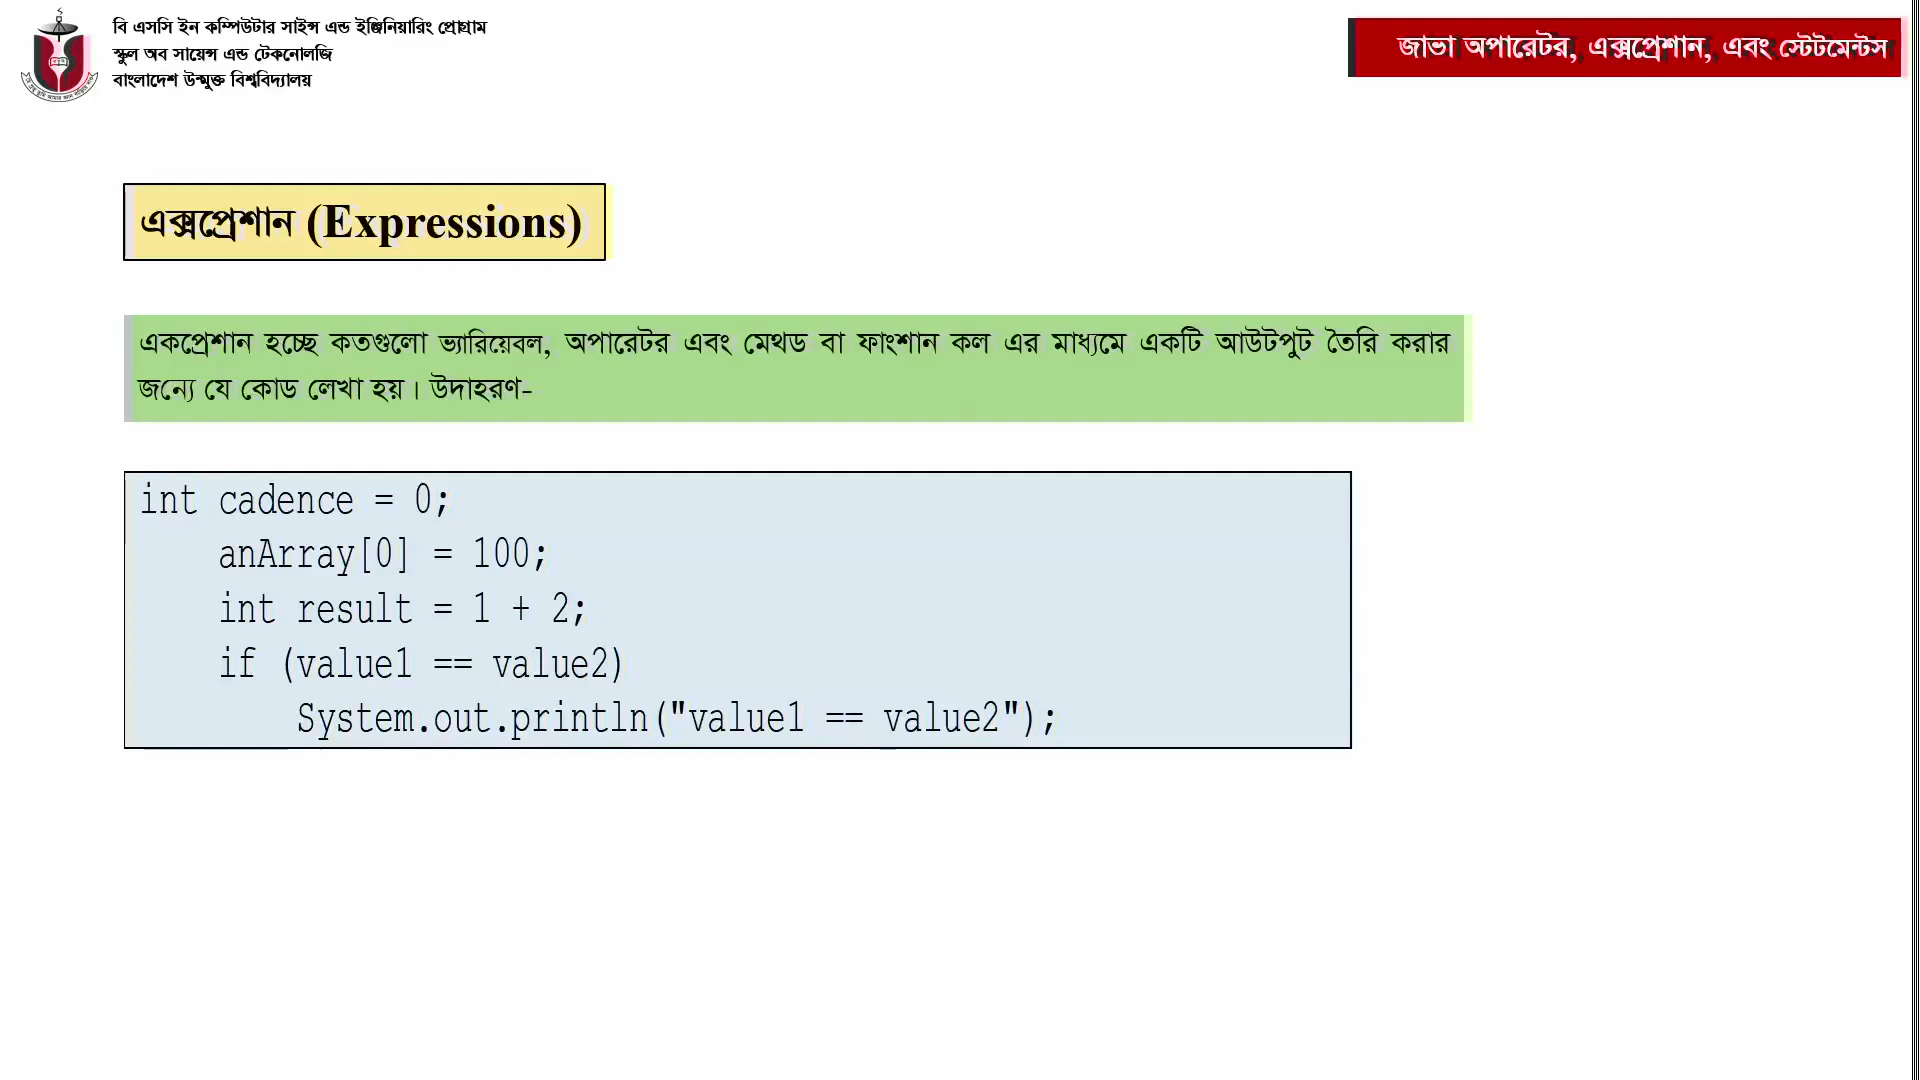 বি এসসি ইন কম্পিউটার সাইন্স এন্ড ইঞ্জিনিয়ারিং প্রোগ্রাম
স্কুল অব সায়েন্স এন্ড টেকনোলজি
বাংলাদেশ উন্মুক্ত বিশ্ববিদ্যালয়
জাভা অপারেটর, এক্সপ্রেশান, এবং স্টেটমেন্টস
এক্সপ্রেশান (Expressions)
একপ্রেশান হচ্ছে কতগুলো ভ্যারিয়েবল, অপারেটর এবং মেথড বা ফাংশান কল এর মাধ্যমে একটি আউটপুট তৈরি করার
জন্যে যে কোড লেখা হয়। উদাহরণ-
int cadence = 0;
anArray[0] = 100;
int result = 1 + 2;
if (value1 == value2)
System.out.println("value1 == value2");